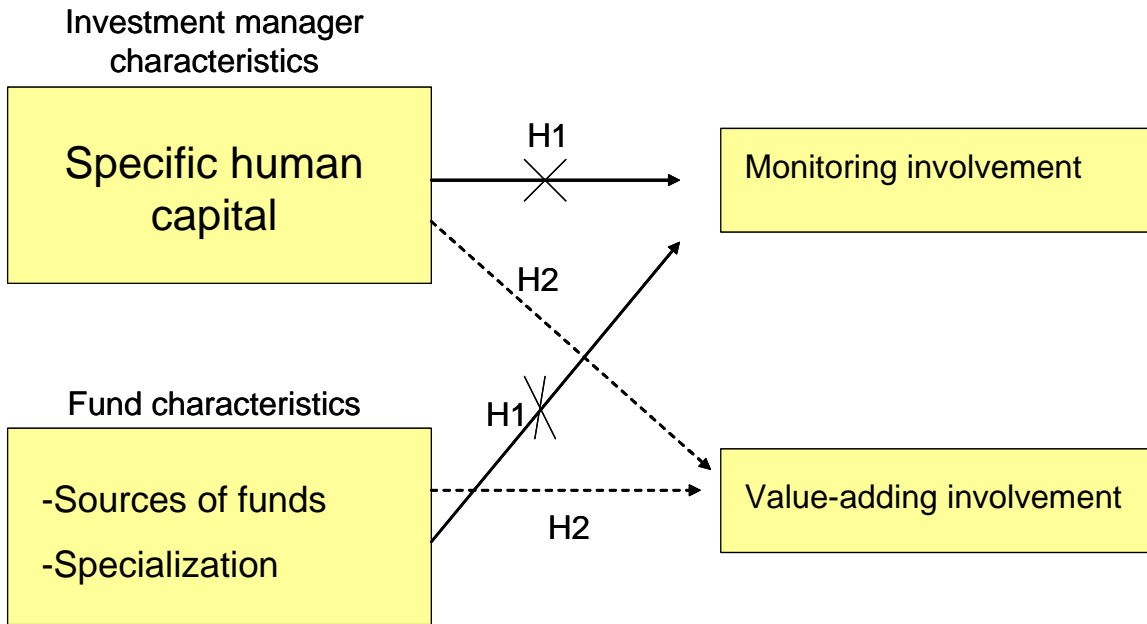 Investment manager
characteristics
Specific human
capital
H1
Monitoring involvement
H2
Fund characteristics
H1
-Sources of funds
-Specialization
H2
Value-adding involvement